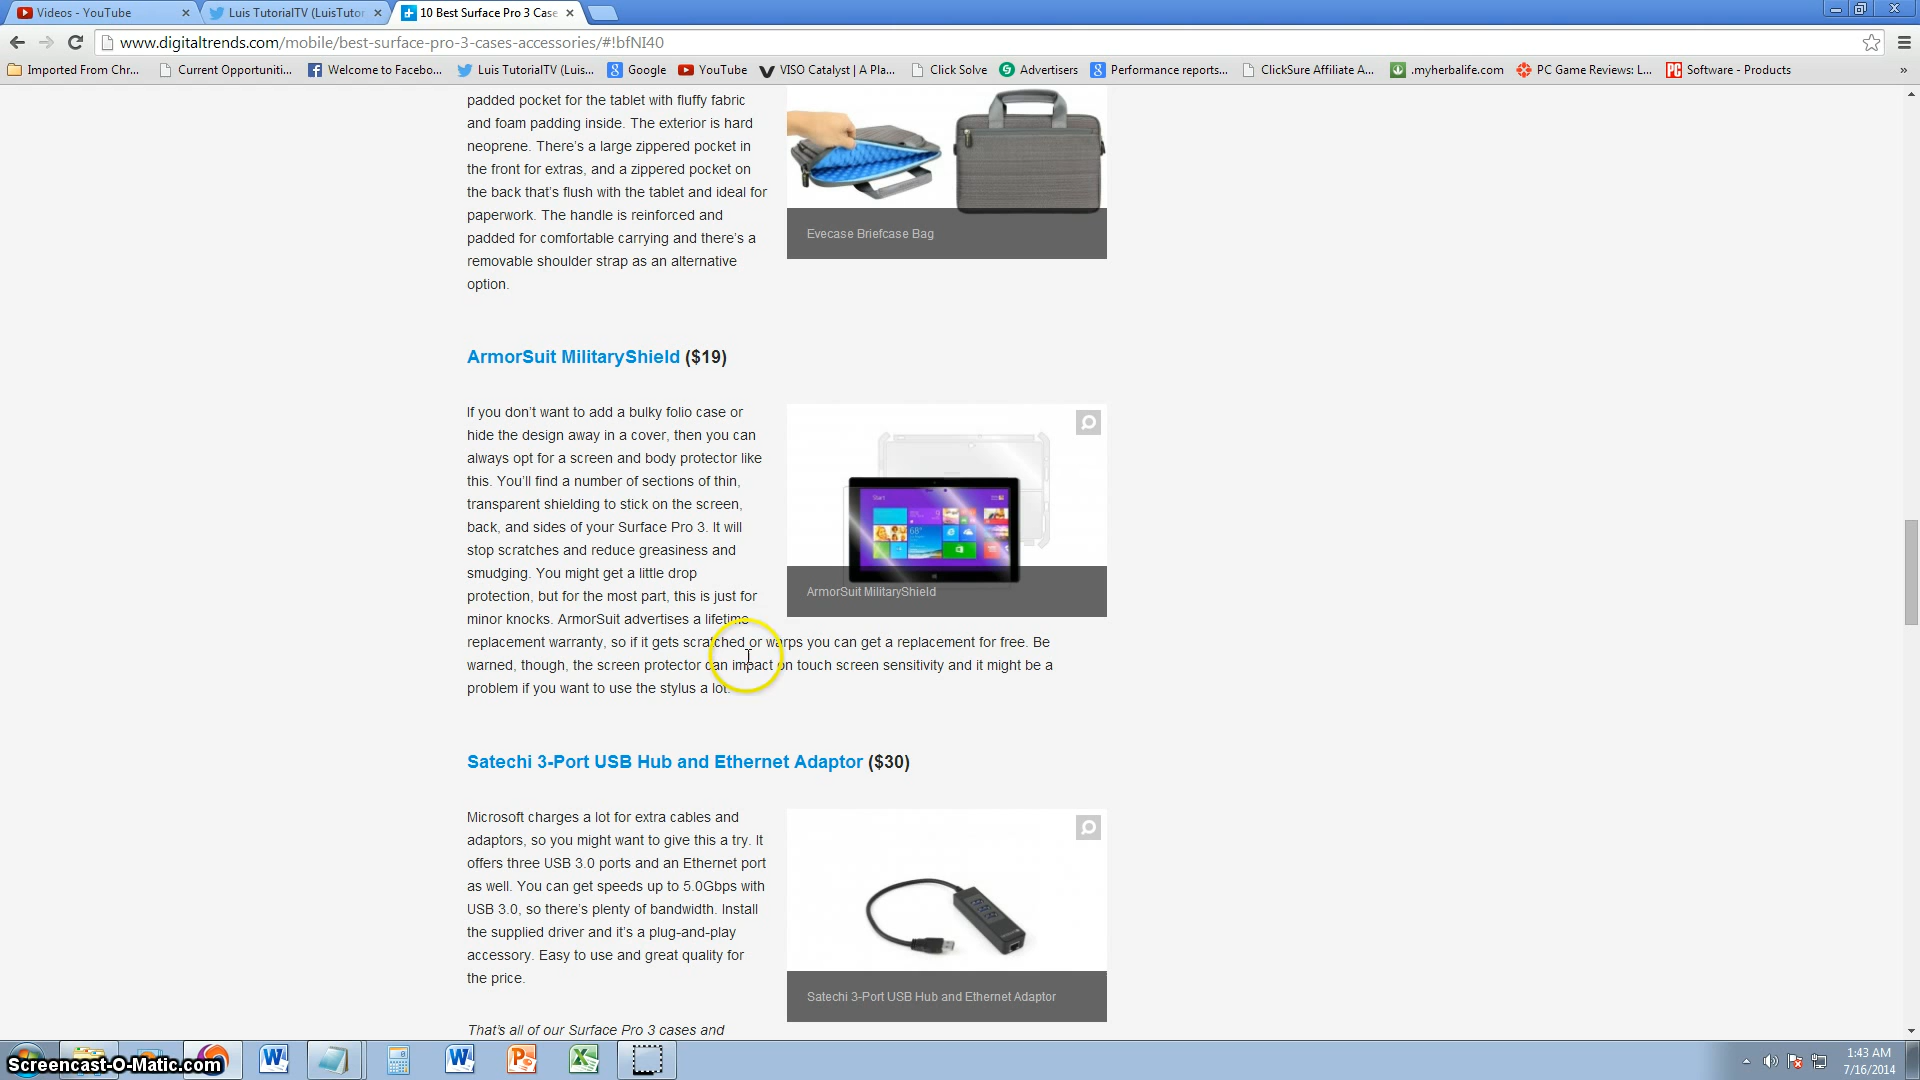 Videos - YouTube
Luis TutorialTV (LuisTutor
10 Best Surface Pro 3 Case
www.digitaltrends.com/mobile/best-surface-pro-3-cases-accessories/#!bfNI40
Imported From Chr...
Current Opportuniti...
Welcome to Facebo...
Luis TutorialTV (Luis...
Google
YouTube
VISO Catalyst | A Pla...
Click Solve
Advertisers
Performance reports...
ClickSure Affiliate A...
.myherbalife.com
PC Game Reviews: L...
Software - Products
»
padded pocket for the tablet with fluffy fabric
and foam padding inside. The exterior is hard
neoprene. There's a large zippered pocket in
the front for extras, and a zippered pocket on
the back that's flush with the tablet and ideal for
paperwork. The handle is reinforced and
padded for comfortable carrying and there's a
removable shoulder strap as an alternative
option.
Evecase Briefcase Bag
ArmorSuit MilitaryShield ($19)
If you don't want to add a bulky folio case or
hide the design away in a cover, then you can
always opt for a screen and body protector like
this. You'll find a number of sections of thin,
transparent shielding to stick on the screen,
back, and sides of your Surface Pro 3. It will
stop scratches and reduce greasiness and
smudging. You might get a little drop
protection, but for the most part, this is just for
minor knocks. ArmorSuit advertises a lifetime
replacement warranty, so if it gets scratched or warps you can get a replacement for free. Be
warned, though, the screen protector can impact on touch screen sensitivity and it might be a
problem if you want to use the stylus a lot.
Start
68°
ArmorSuit MilitaryShield
Satechi 3-Port USB Hub and Ethernet Adaptor ($30)
Microsoft charges a lot for extra cables and
adaptors, so you might want to give this a try. It
offers three USB 3.0 ports and an Ethernet port
as well. You can get speeds up to 5.0Gbps with
USB 3.0, so there's plenty of bandwidth. Install
the supplied driver and it's a plug-and-play
accessory. Easy to use and great quality for
the price.
Satechi 3-Port USB Hub and Ethernet Adaptor
That's all of our Surface Pro 3 cases and
Screencast-O-Matic.com
1:43 AM
7/16/2014